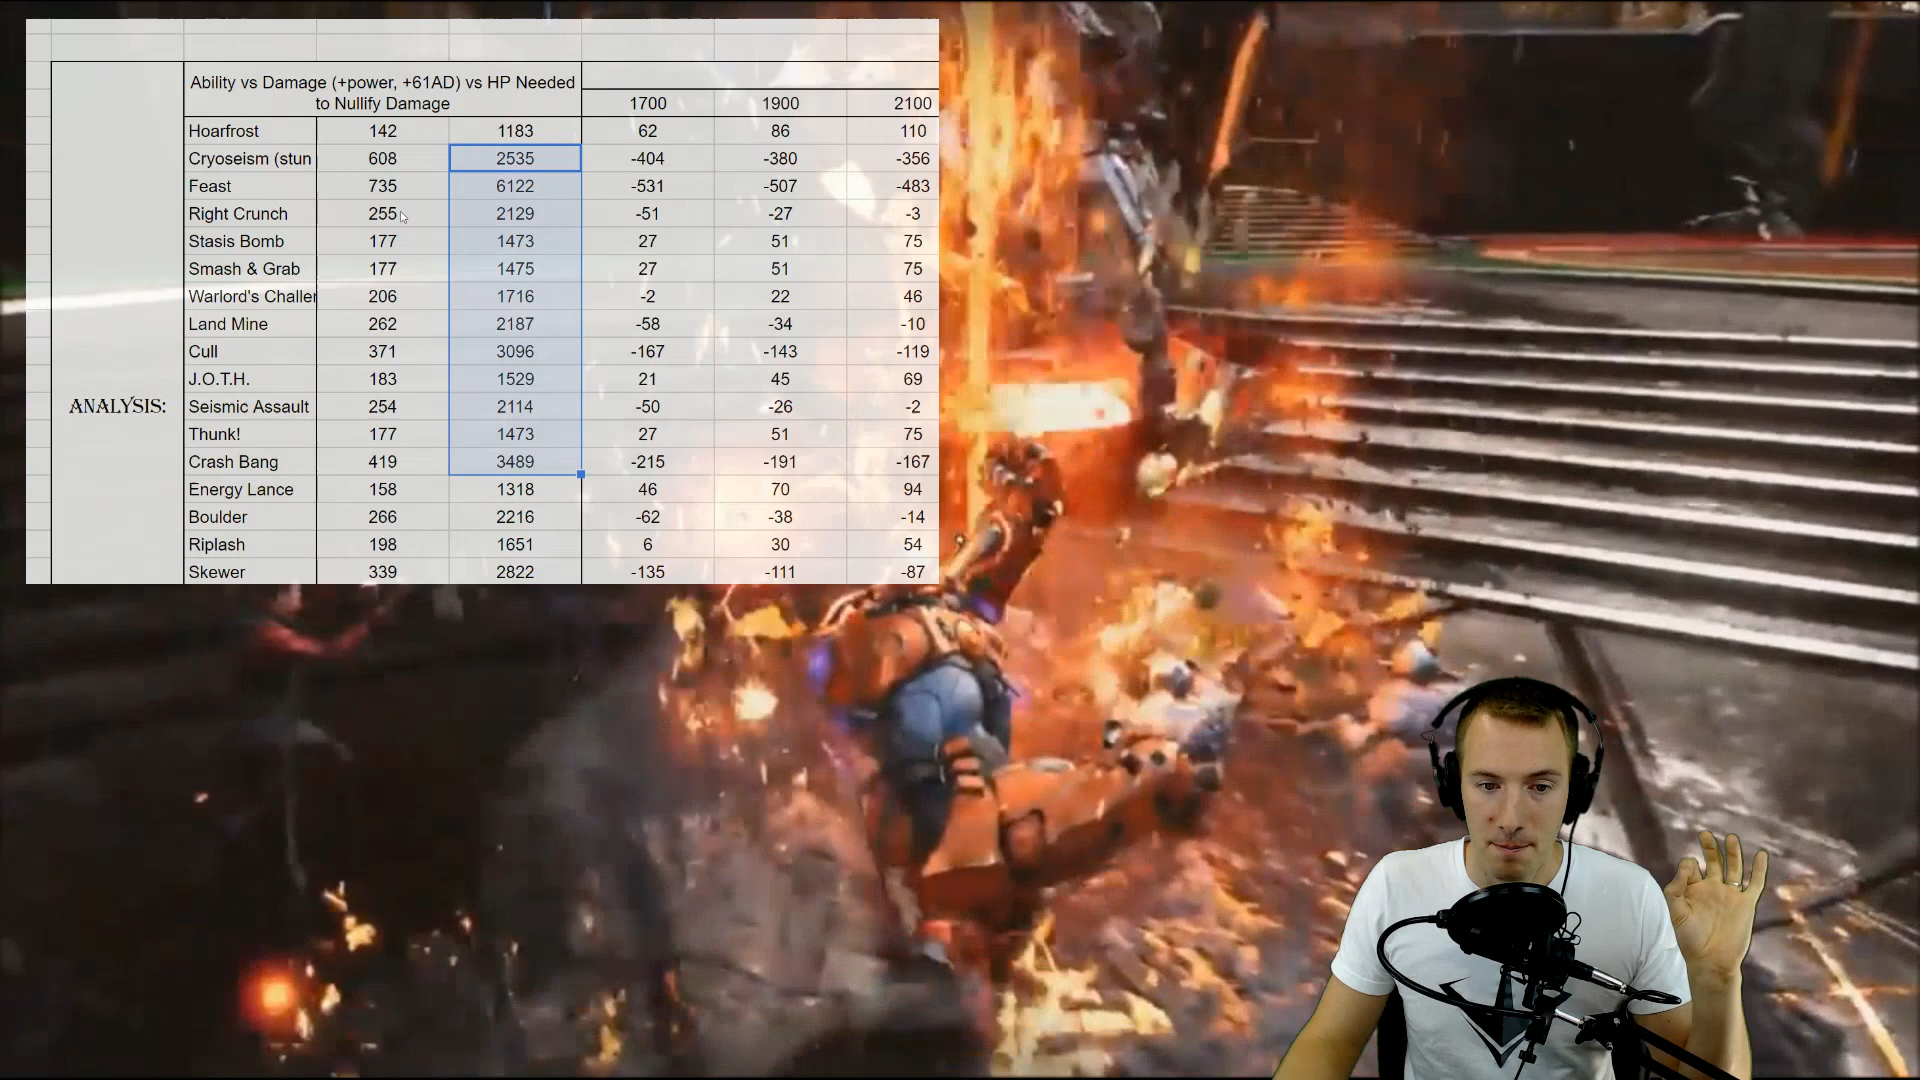 Ability vs Damage (+power, +61AD) vs HP Needed
to Nullify Damage
1700 1900 2100
Hoarfrost 142 1183 62 86 110
Cryoseism (stun 608 2535 -404 -380 -356
Feast 735 6122 -531 -507 -483
Right Crunch 255 2129 -51 -27 -3
Stasis Bomb 177 1473 27 51 75
Smash & Grab 177 1475 27 51 75
Warlord's Challer 206 1716 -2 22 46
Land Mine 262 2187 -58 -34 -10
Cull 371 3096 -167 -143 -119
J.O.T.H. 183 1529 21 45 69
ANALYSIS:
Seismic Assault 254 2114 -50 -26 -2
Thunk! 177 1473 27 51 75
Crash Bang 419 3489 -215 -191 -167
Energy Lance 158 1318 46 70 94
Boulder 266 2216 -62 -38 -14
Riplash 198 1651 6 30 54
Skewer 339 2822 -135 -111 -87